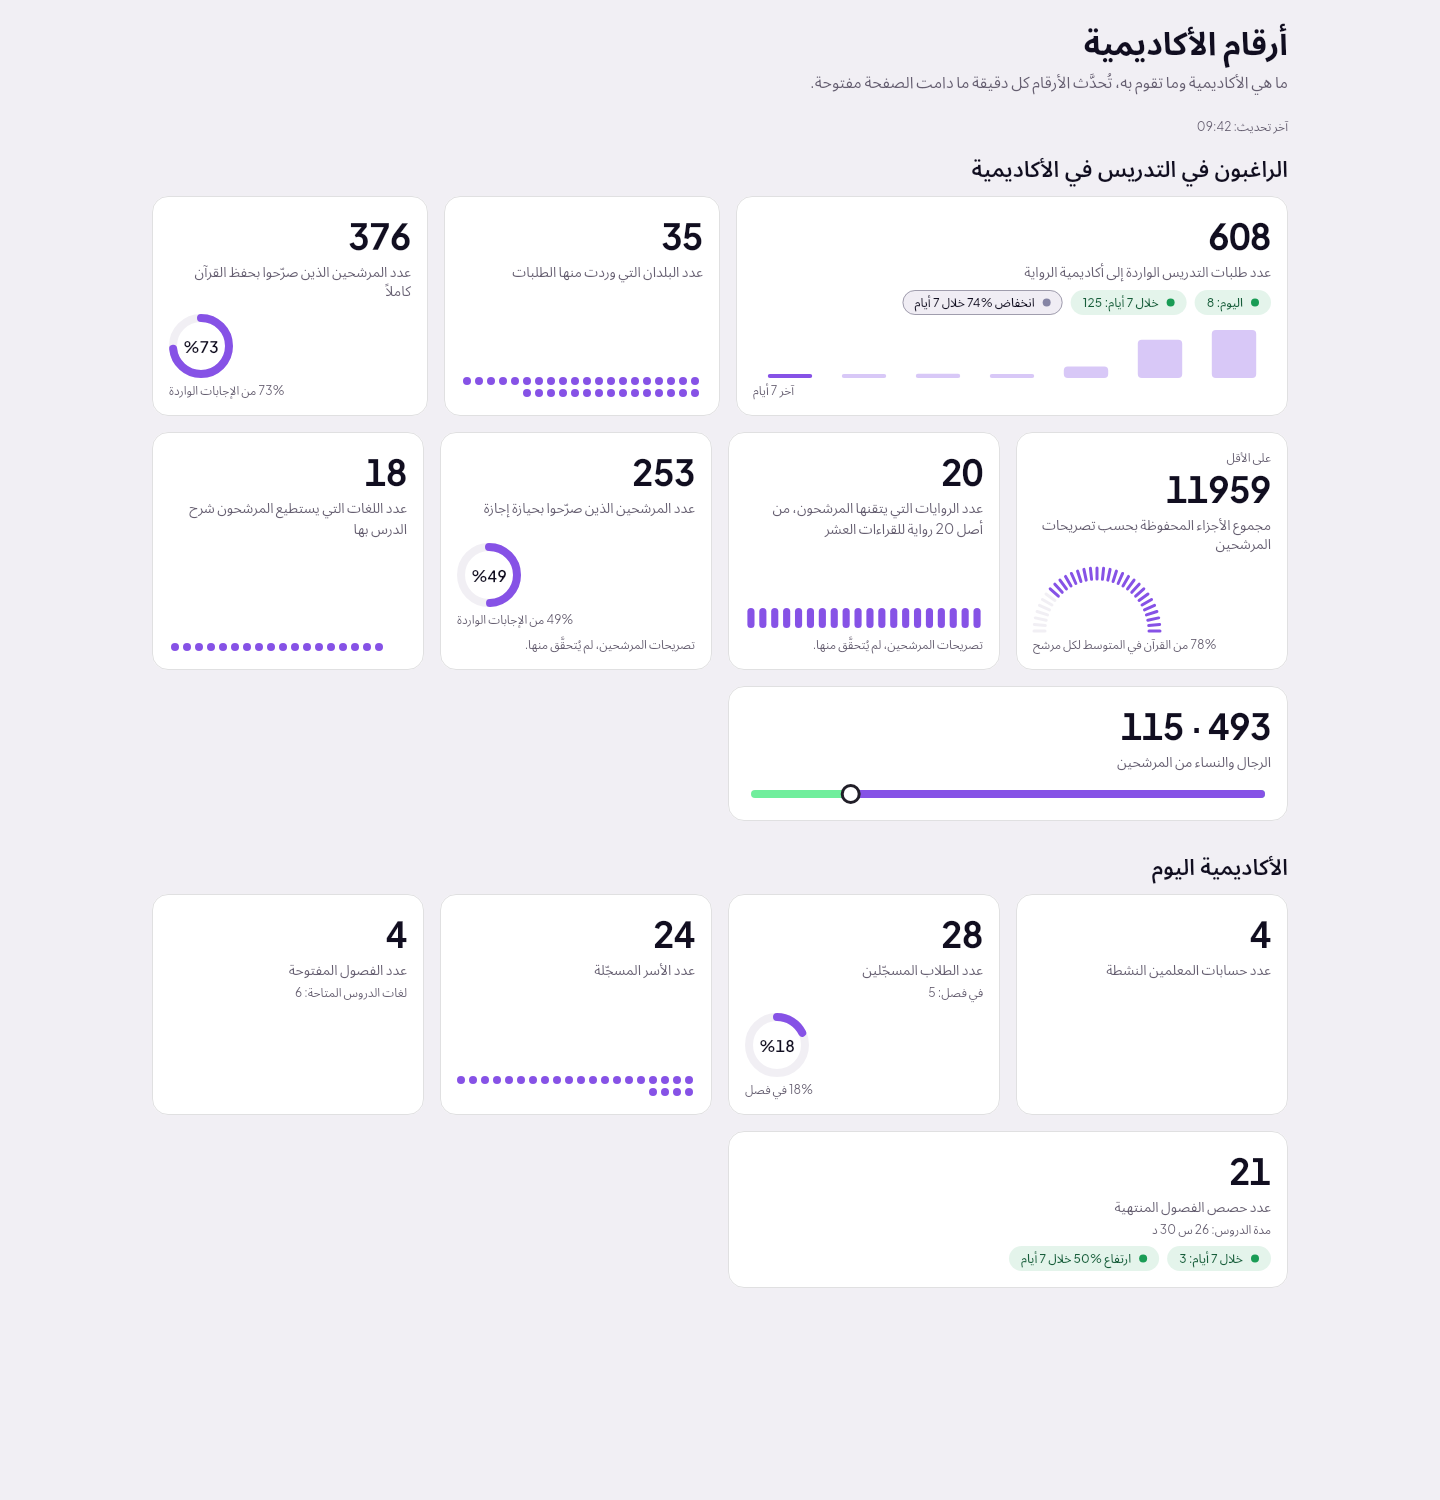 أرقام الأكاديمية
ما هي الأكاديمية وما تقوم به، تُحدَّث الأرقام كل دقيقة ما دامت الصفحة مفتوحة.
آخر تحديث: 09:42
الراغبون في التدريس في الأكاديمية
608
عدد طلبات التدريس الواردة إلى أكاديمية الرواية
اليوم: 8
خلال 7 أيام: 125
انخفاض 74% خلال 7 أيام
آخر 7 أيام
35
عدد البلدان التي وردت منها الطلبات
376
عدد المرشحين الذين صرّحوا بحفظ القرآن
كاملاً
%73
73% من الإجابات الواردة
على الأقل
11959
مجموع الأجزاء المحفوظة بحسب تصريحات
المرشحين
78% من القرآن في المتوسط لكل مرشح
20
عدد الروايات التي يتقنها المرشحون، من
أصل 20 رواية للقراءات العشر
تصريحات المرشحين، لم يُتحقَّق منها.
253
عدد المرشحين الذين صرّحوا بحيازة إجازة
%49
49% من الإجابات الواردة
تصريحات المرشحين، لم يُتحقَّق منها.
18
عدد اللغات التي يستطيع المرشحون شرح
الدرس بها
493 · 115
الرجال والنساء من المرشحين
الأكاديمية اليوم
4
عدد حسابات المعلمين النشطة
28
عدد الطلاب المسجّلين
في فصل: 5
%18
18% في فصل
24
عدد الأسر المسجّلة
4
عدد الفصول المفتوحة
لغات الدروس المتاحة: 6
21
عدد حصص الفصول المنتهية
مدة الدروس: 26 س 30 د
خلال 7 أيام: 3
ارتفاع 50% خلال 7 أيام